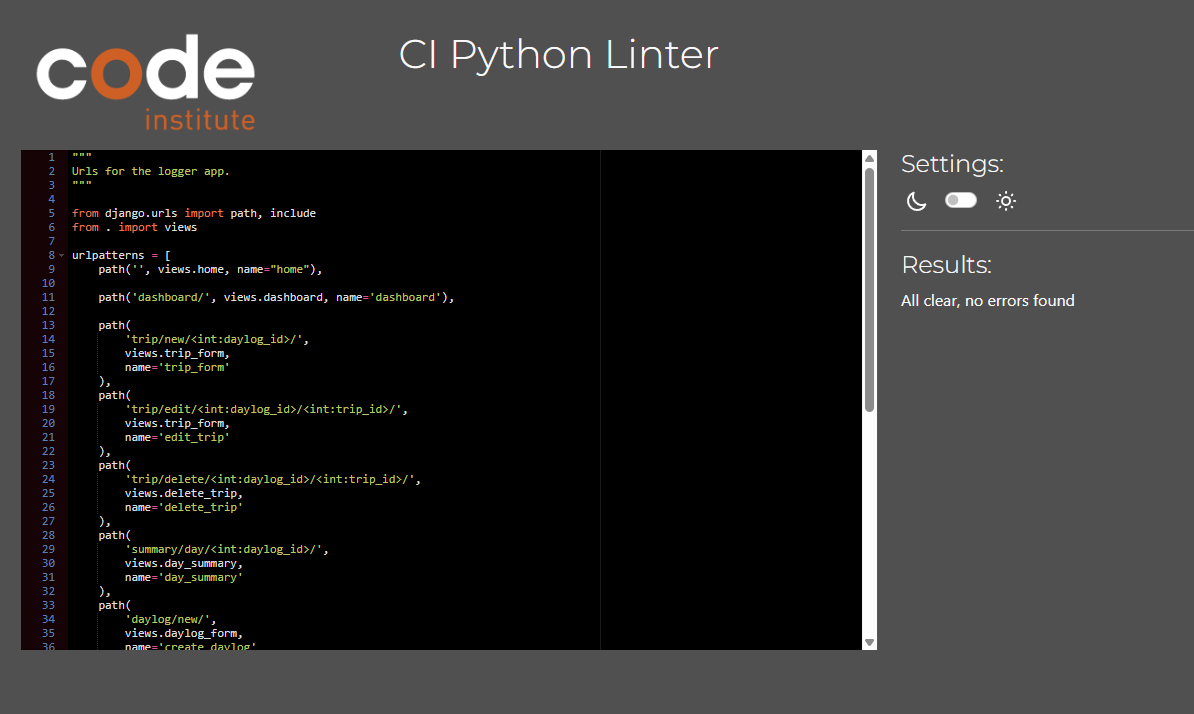 code
institute
CI Python Linter
1 """
2 Urls for the logger app.
3 """
4
5 from django.urls import path, include
6 from . import views
7
8 urlpatterns = [
9     path('', views.home, name="home"),
10
11     path('dashboard/', views.dashboard, name='dashboard'),
12
13     path(
14         'trip/new/<int:daylog_id>/',
15         views.trip_form,
16         name='trip_form'
17     ),
18     path(
19         'trip/edit/<int:daylog_id>/<int:trip_id>/',
20         views.trip_form,
21         name='edit_trip'
22     ),
23     path(
24         'trip/delete/<int:daylog_id>/<int:trip_id>/',
25         views.delete_trip,
26         name='delete_trip'
27     ),
28     path(
29         'summary/day/<int:daylog_id>/',
30         views.day_summary,
31         name='day_summary'
32     ),
33     path(
34         'daylog/new/',
35         views.daylog_form,
36         name='create_daylog'
Settings:
Results:
All clear, no errors found